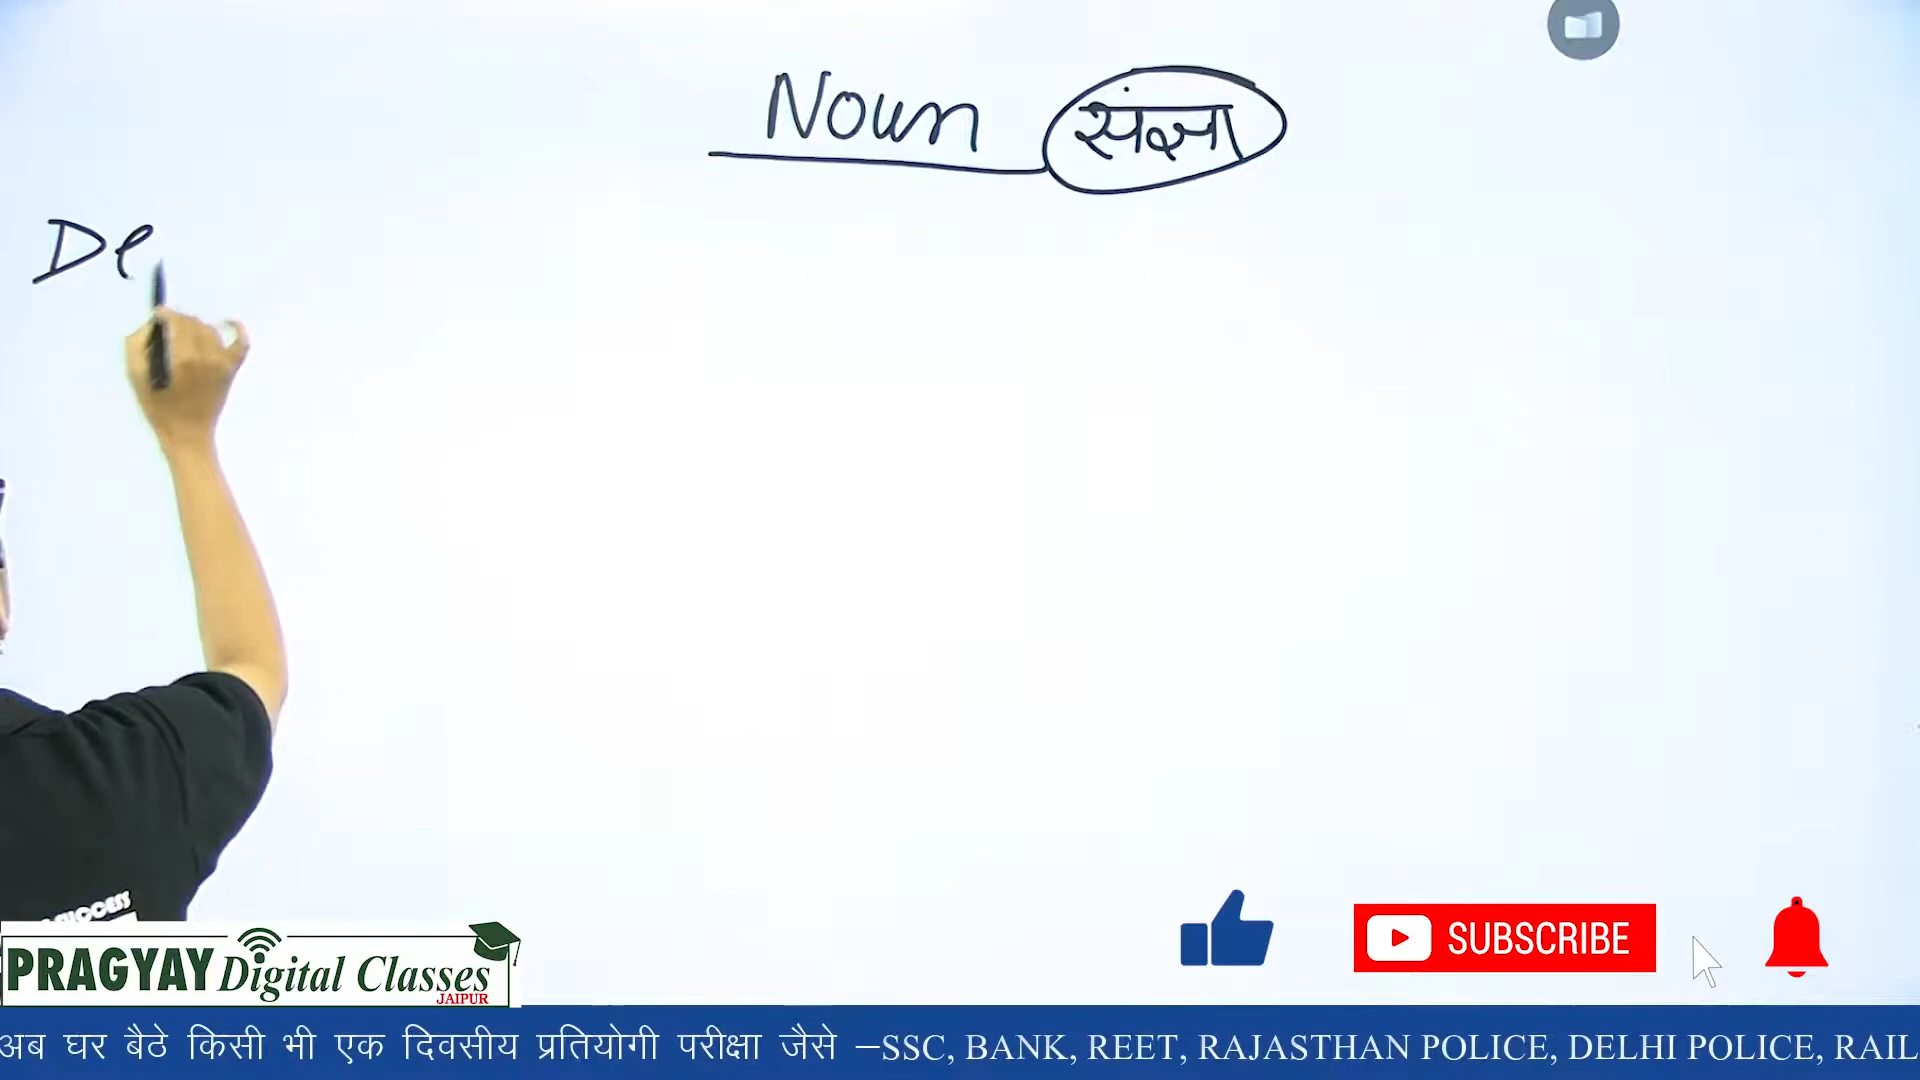 Noun संज्ञा
De
SUCCESS
PRAGYAY Digital Classes
JAIPUR
SUBSCRIBE
अब घर बैठे किसी भी एक दिवसीय प्रतियोगी परीक्षा जैसे –SSC, BANK, REET, RAJASTHAN POLICE, DELHI POLICE, RAIL